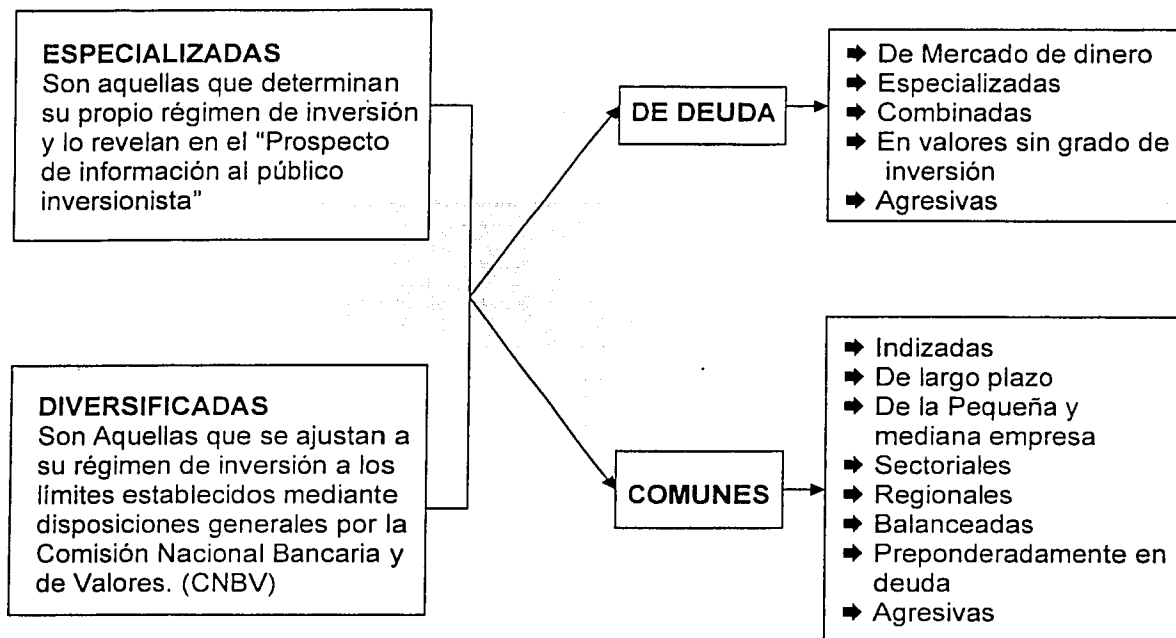 ESPECIALIZADAS
Son aquellas que determinan
su propio régimen de inversión
y lo revelan en el “Prospecto
de información al público
inversionista”
DIVERSIFICADAS
Son Aquellas que se ajustan a
su régimen de inversión a los
límites establecidos mediante
disposiciones generales por la
Comisión Nacional Bancaria y
de Valores. (CNBV)
DE DEUDA
COMUNES
➡ De Mercado de dinero
➡ Especializadas
➡ Combinadas
➡ En valores sin grado de
inversión
➡ Agresivas
➡ Indizadas
➡ De largo plazo
➡ De la Pequeña y
mediana empresa
➡ Sectoriales
➡ Regionales
➡ Balanceadas
➡ Preponderadamente en
deuda
➡ Agresivas